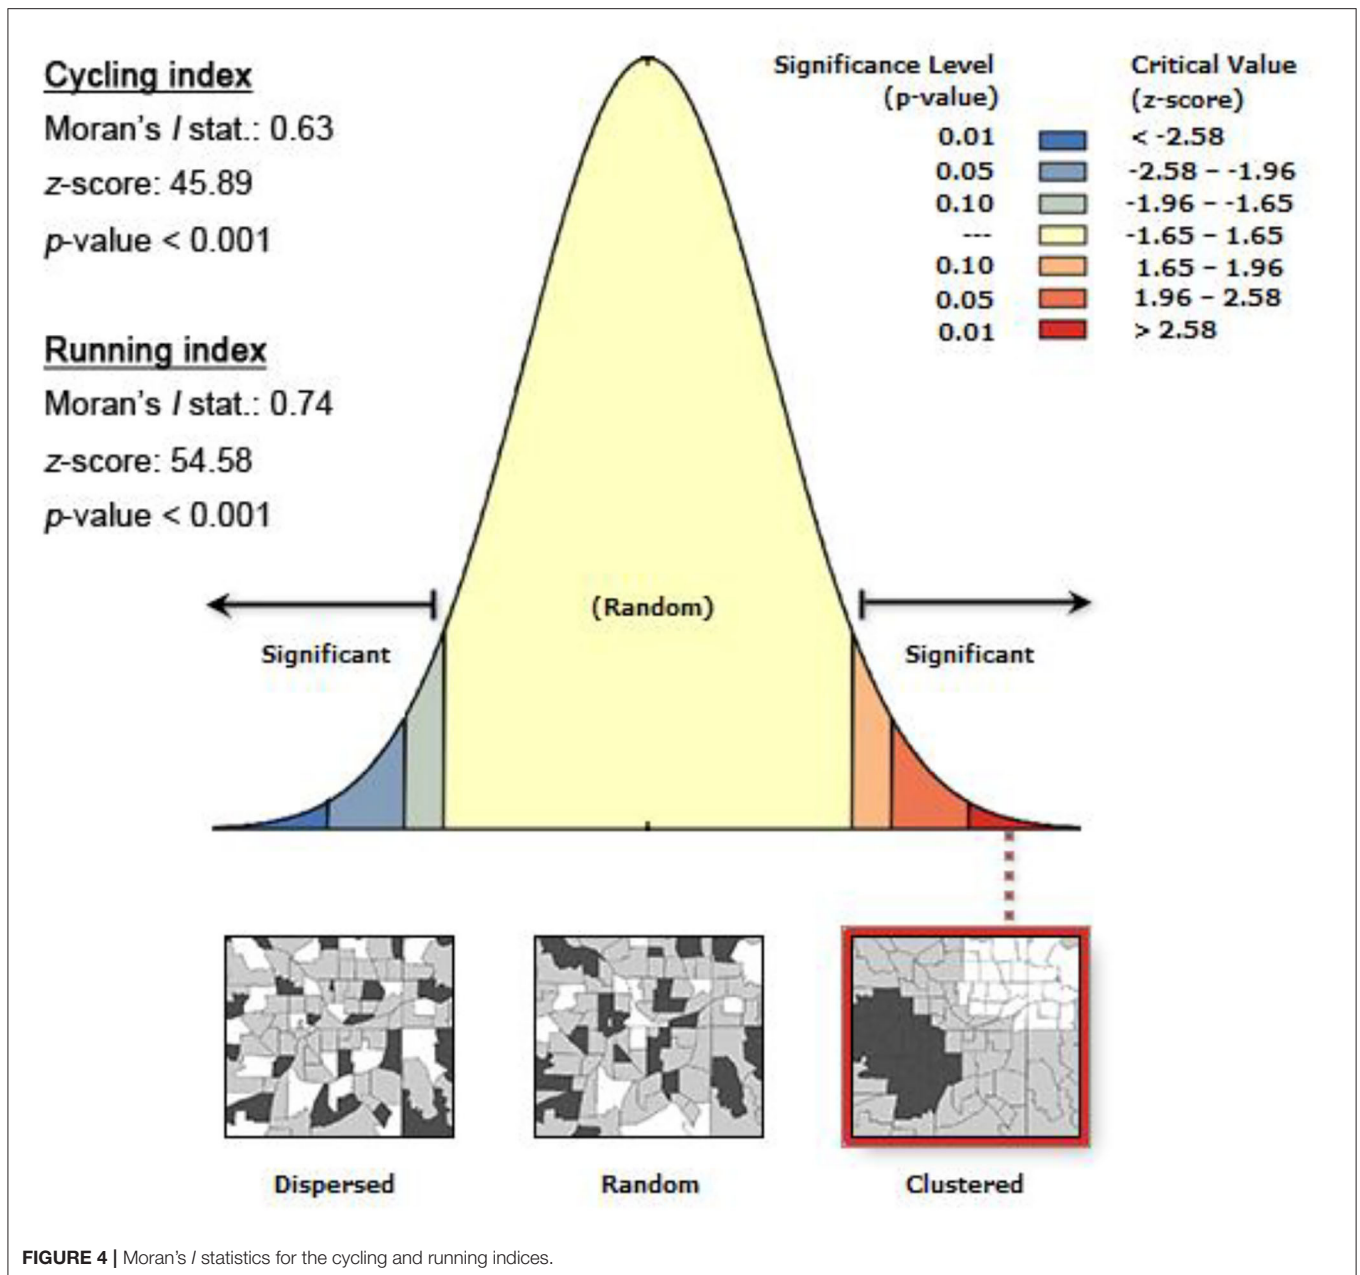 Cycling index
Moran's I stat.: 0.63
z-score: 45.89
p-value < 0.001
Running index
Moran's I stat.: 0.74
z-score: 54.58
p-value < 0.001
Significance Level Critical Value
(p-value) (z-score)
0.01 < -2.58
0.05 -2.58 – -1.96
0.10 -1.96 – -1.65
--- -1.65 – 1.65
0.10 1.65 – 1.96
0.05 1.96 – 2.58
0.01 > 2.58
(Random)
Significant Significant
Dispersed Random Clustered
FIGURE 4 | Moran's I statistics for the cycling and running indices.